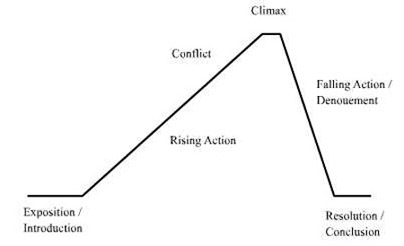 Climax
Conflict
Falling Action /
Denouement
Rising Action
Exposition /
Introduction
Resolution /
Conclusion